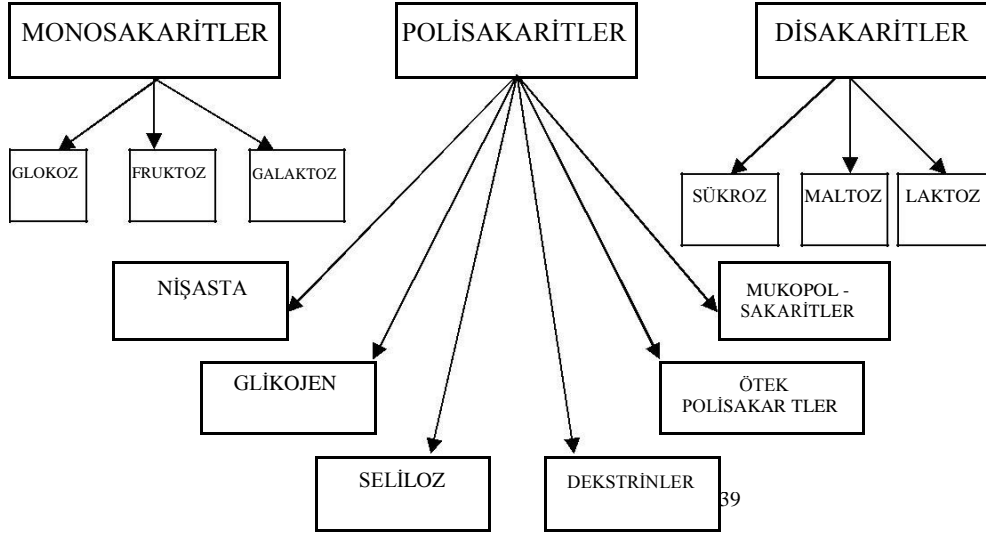 MONOSAKARİTLER
POLİSAKARİTLER
DİSAKARİTLER
GLOKOZ
FRUKTOZ
GALAKTOZ
SÜKROZ
MALTOZ
LAKTOZ
NİŞASTA
MUKOPOL -
SAKARİTLER
GLİKOJEN
ÖTEK
POLİSAKAR TLER
SELİLOZ
DEKSTRİNLER
39